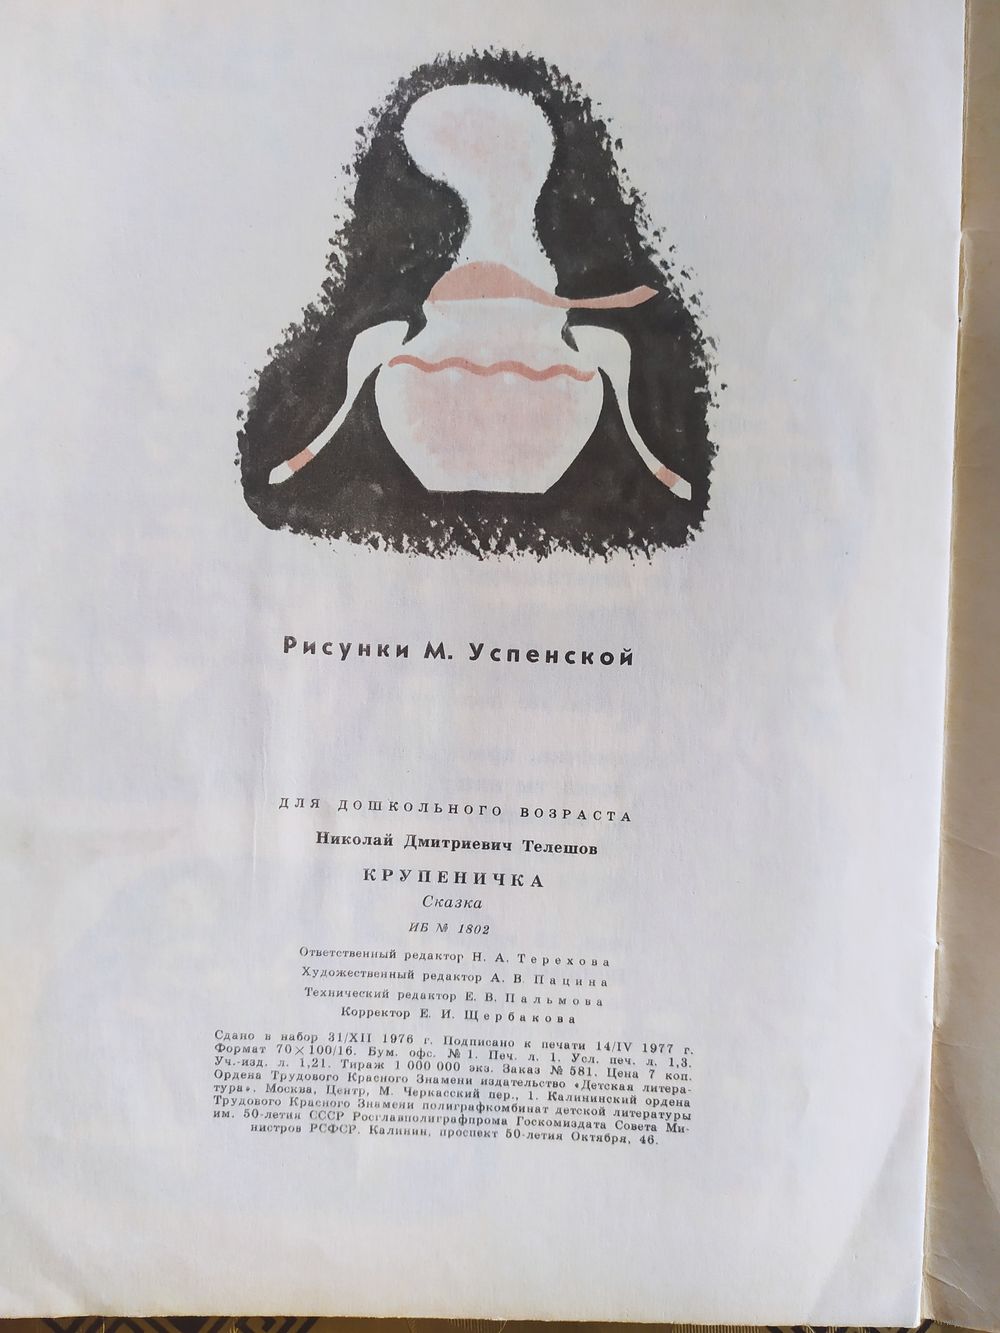 Рисунки М. Успенской
ДЛЯ ДОШКОЛЬНОГО ВОЗРАСТА
Николай Дмитриевич Телешов
КРУПЕНИЧКА
Сказка
ИБ № 1802
Ответственный редактор Н. А. Терехова
Художественный редактор А. В. Пацина
Технический редактор Е. В. Пальмова
Корректор Е. И. Щербакова
Сдано в набор 31/XII 1976 г. Подписано к печати 14/IV 1977 г.
Формат 70×100/16. Бум. офс. № 1. Печ. л. 1. Усл. печ. л. 1,3.
Уч.-изд. л. 1,21. Тираж 1 000 000 экз. Заказ № 581. Цена 7 коп.
Ордена Трудового Красного Знамени издательство «Детская литера-
тура». Москва, Центр, М. Черкасский пер., 1. Калининский ордена
Трудового Красного Знамени полиграфкомбинат детской литературы
им. 50-летия СССР Росглавполиграфпрома Госкомиздата Совета Ми-
нистров РСФСР. Калинин, проспект 50-летия Октября, 46.